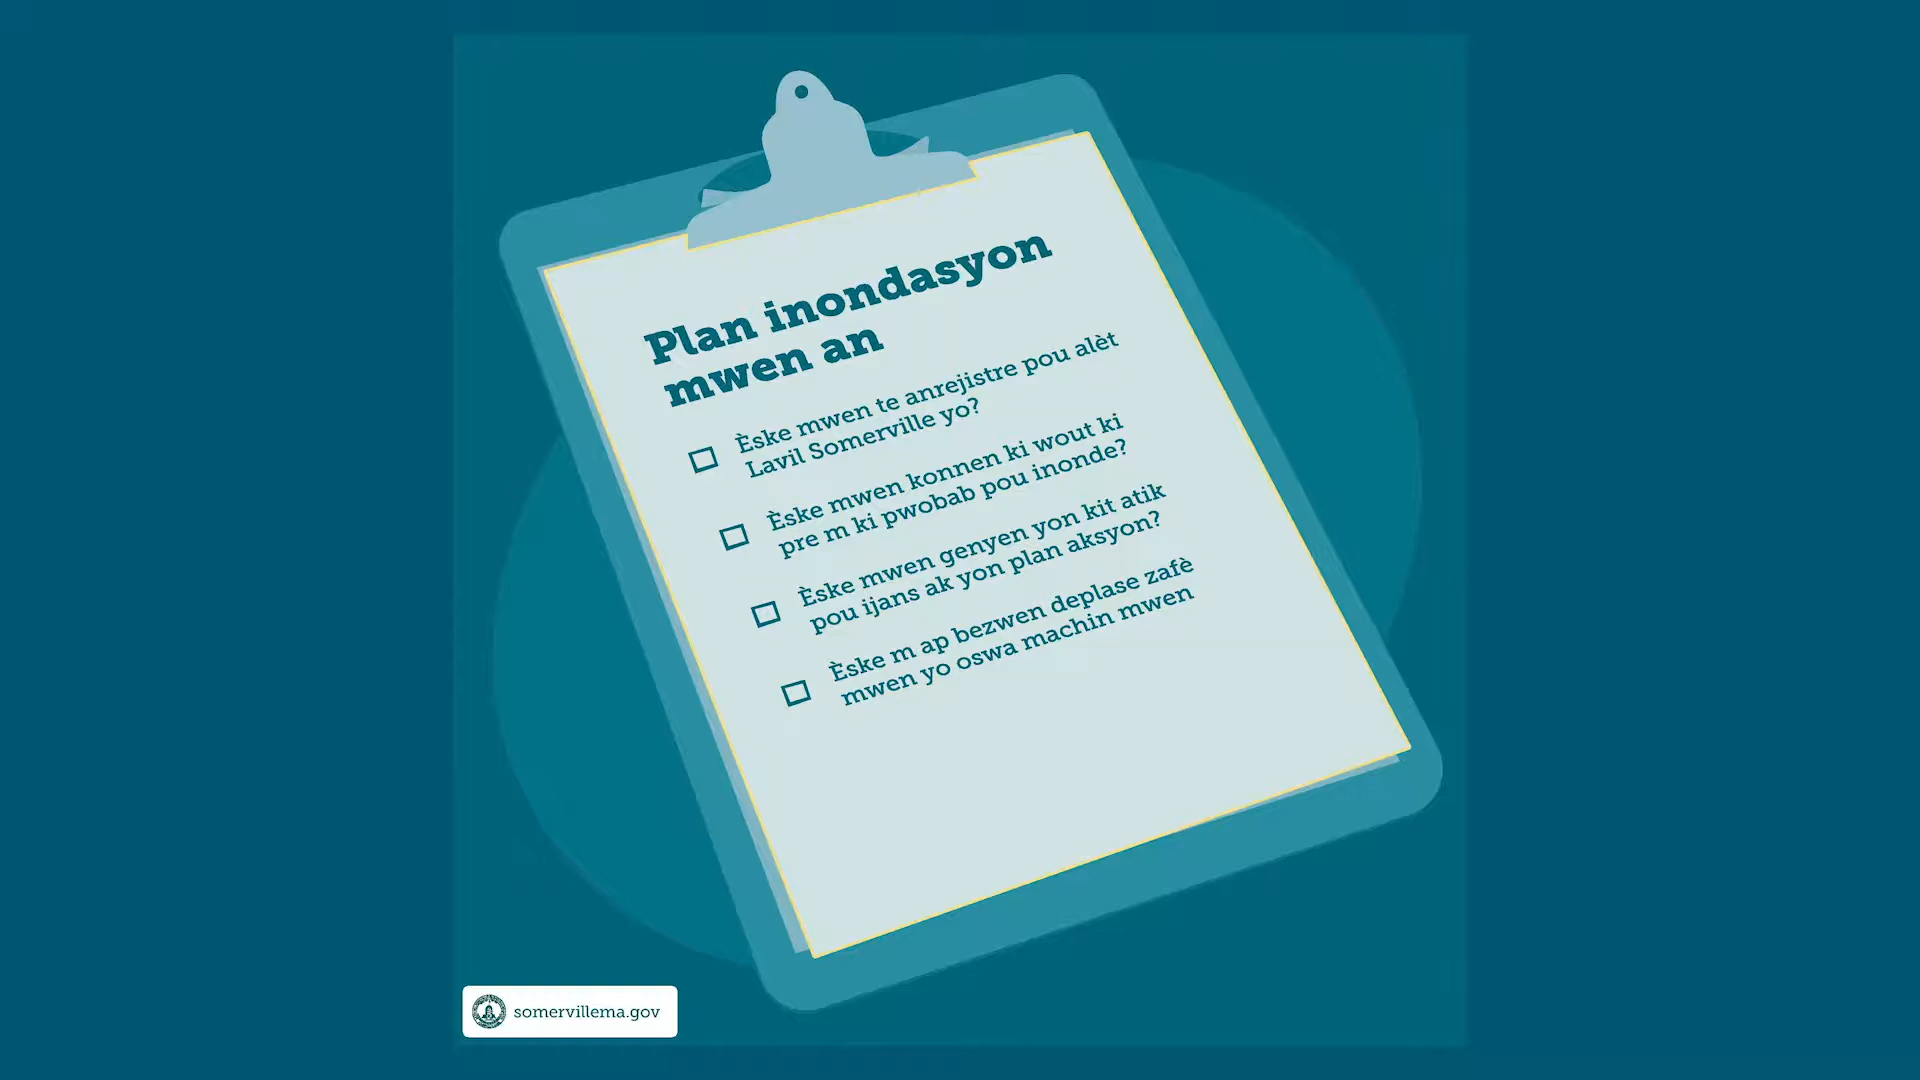 Plan inondasyon
mwen an
Èske mwen te anrejistre pou alèt
Lavil Somerville yo?
Èske mwen konnen ki wout ki
pre m ki pwobab pou inonde?
Èske mwen genyen yon kit atik
pou ijans ak yon plan aksyon?
Èske m ap bezwen deplase zafè
mwen yo oswa machin mwen
somervillema.gov